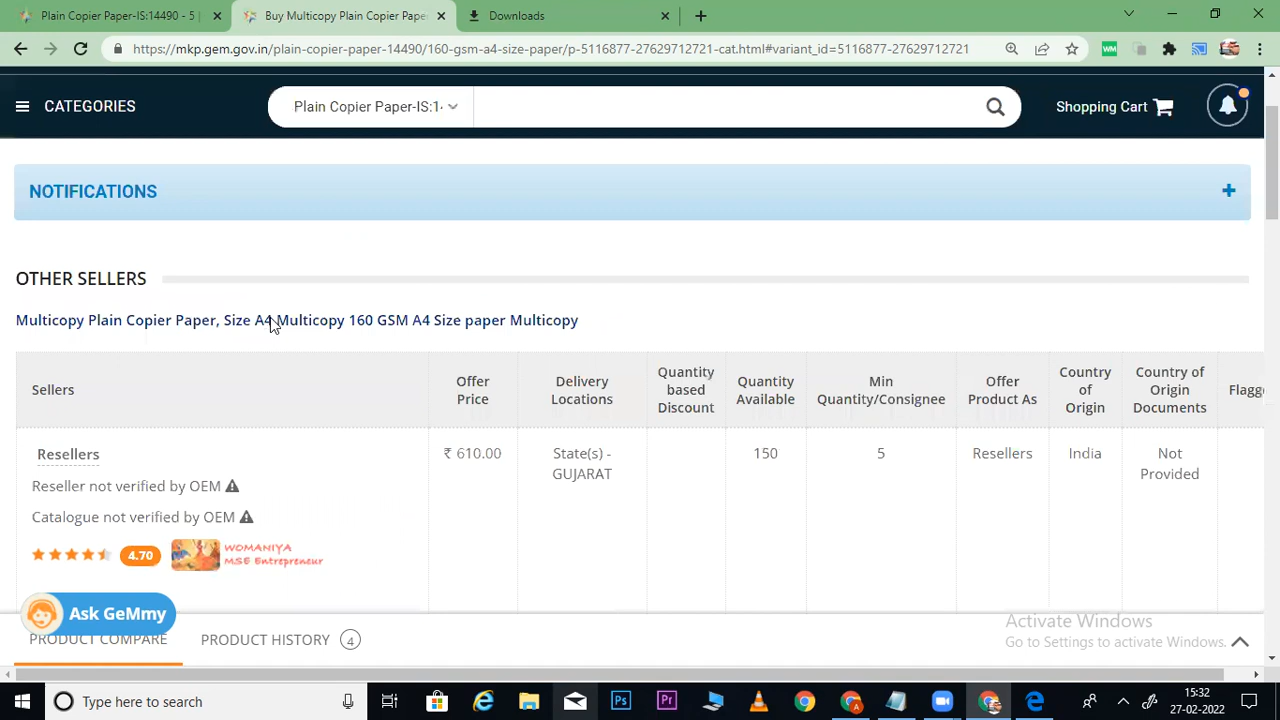 Plain Copier Paper-IS:14490 - 5 |
Buy Multicopy Plain Copier Pape
Downloads
https://mkp.gem.gov.in/plain-copier-paper-14490/160-gsm-a4-size-paper/p-5116877-27629712721-cat.html#variant_id=5116877-27629712721
CATEGORIES
Plain Copier Paper-IS:1
Shopping Cart
NOTIFICATIONS
OTHER SELLERS
Multicopy Plain Copier Paper, Size A4 Multicopy 160 GSM A4 Size paper Multicopy
Sellers
Offer Price
Delivery Locations
Quantity based Discount
Quantity Available
Min Quantity/Consignee
Offer Product As
Country of Origin
Country of Origin Documents
Flagge
Resellers
₹ 610.00
State(s) - GUJARAT
150
5
Resellers
India
Not Provided
Reseller not verified by OEM
Catalogue not verified by OEM
4.70
WOMANIYA
MSE Entrepreneur
Ask GeMmy
PRODUCT COMPARE
PRODUCT HISTORY 4
Activate Windows
Go to Settings to activate Windows.
Type here to search
15:32
27-02-2022